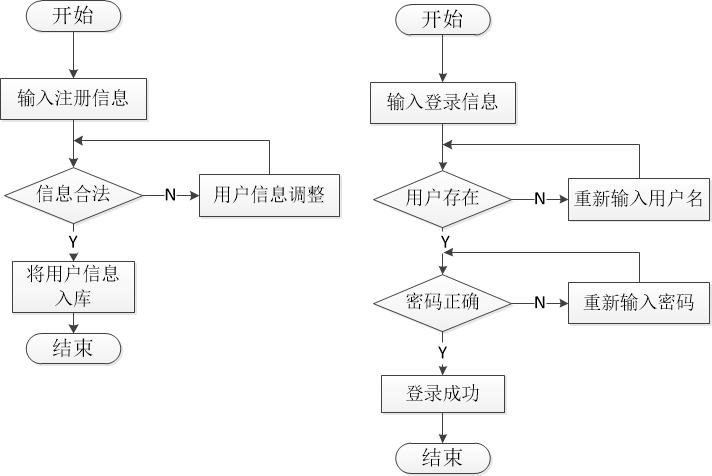 开始
输入注册信息
信息合法
N
用户信息调整
Y
将用户信息
入库
结束
开始
输入登录信息
用户存在
N
重新输入用户名
Y
密码正确
N
重新输入密码
Y
登录成功
结束